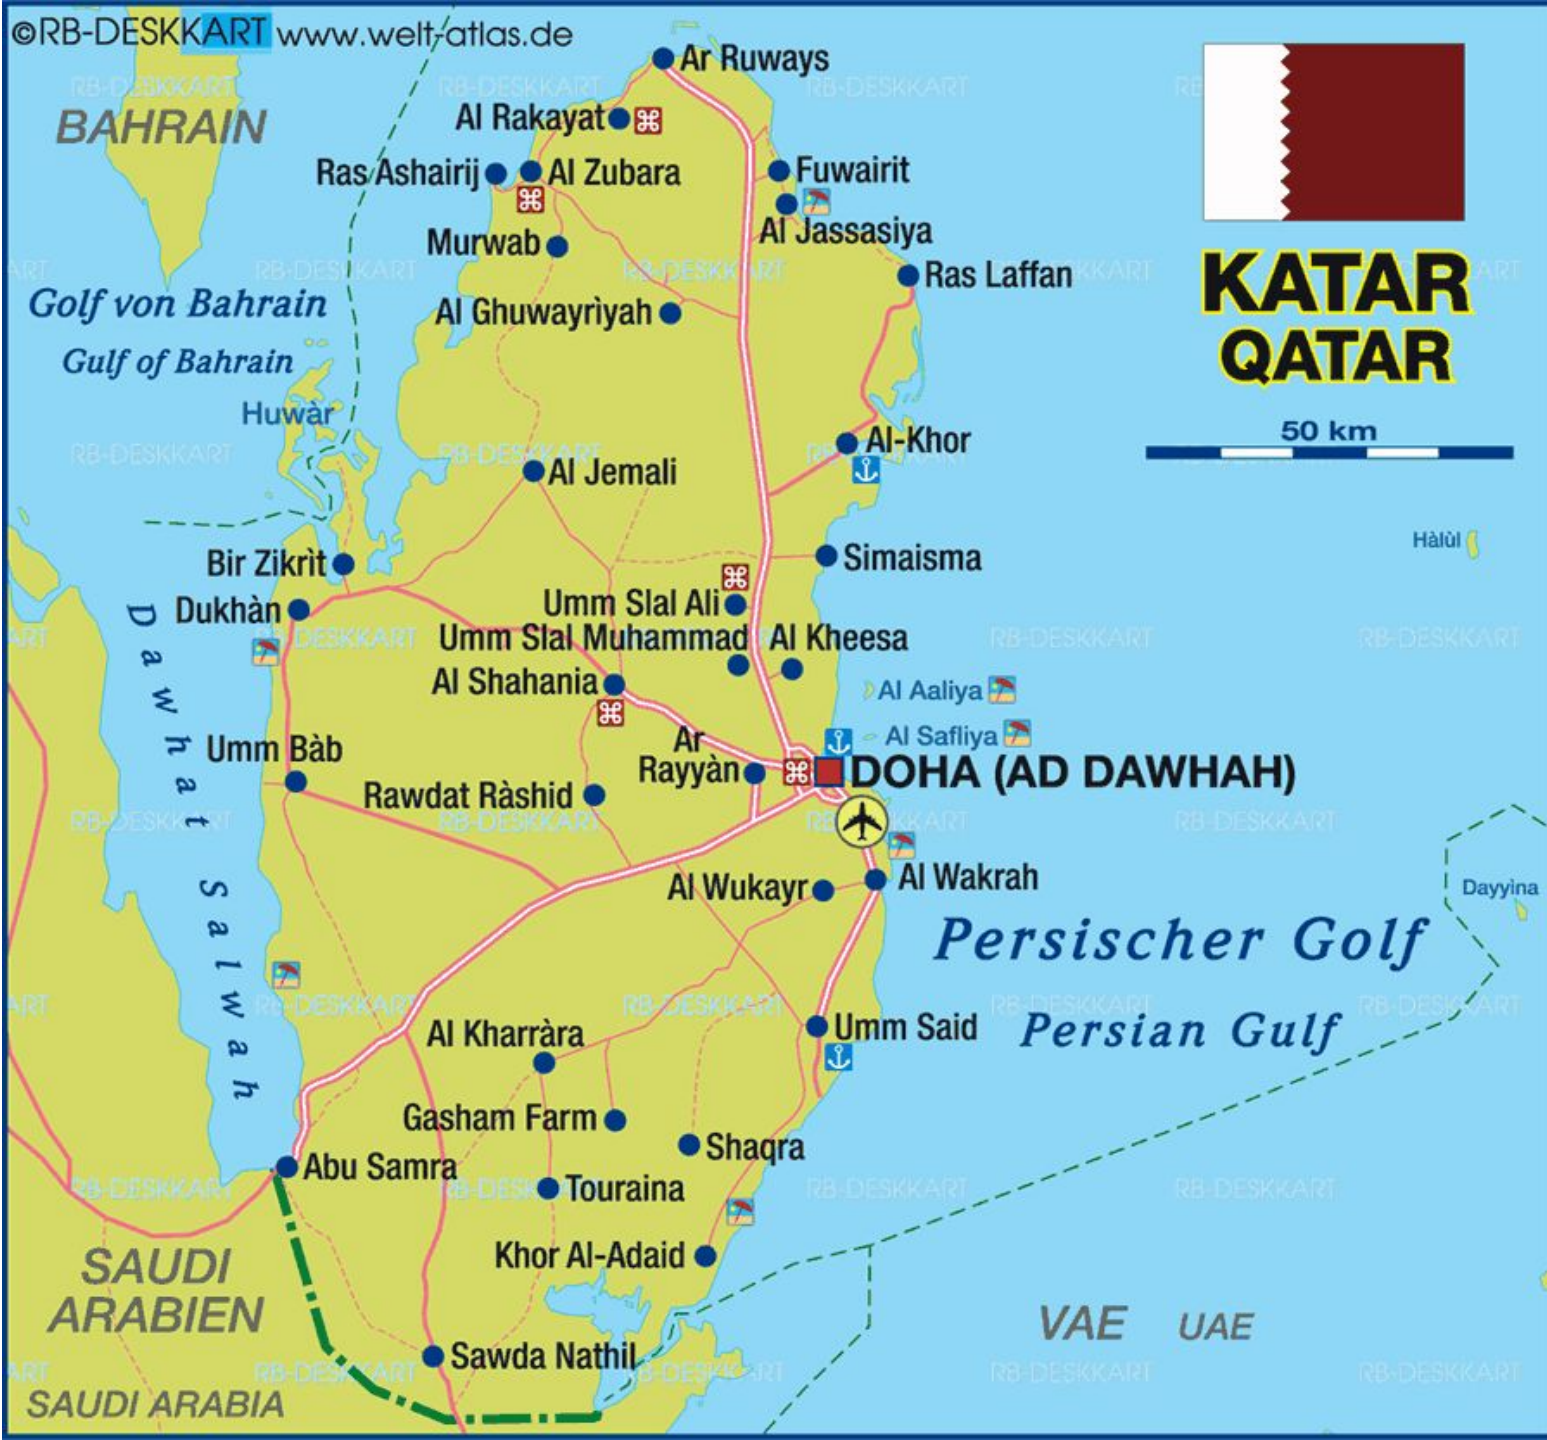 ©RB-DESKKART www.welt-atlas.de
BAHRAIN
Ar Ruways
Al Rakayat
Ras Ashairij
Al Zubara
Fuwairit
Al Jassasiya
Murwab
Ras Laffan
KATAR
QATAR
Golf von Bahrain
Gulf of Bahrain
Al Ghuwayrìyah
Huwàr
50 km
Al-Khor
Al Jemali
Hàlùl
Bir Zikrìt
Simaisma
Dukhàn
Umm Slal Ali
Umm Slal Muhammad
Al Kheesa
Dawhat Salwah
Al Shahania
Al Aaliya
Al Safliya
Umm Bàb
Ar
Rayyàn
DOHA (AD DAWHAH)
Rawdat Ràshid
Al Wukayr
Al Wakrah
Dayyìna
Persischer Golf
Persian Gulf
Al Kharràra
Umm Said
Gasham Farm
Shaqra
Abu Samra
Touraina
Khor Al-Adaid
SAUDI
ARABIEN
VAE UAE
Sawda Nathil
SAUDI ARABIA
RB-DESKKART